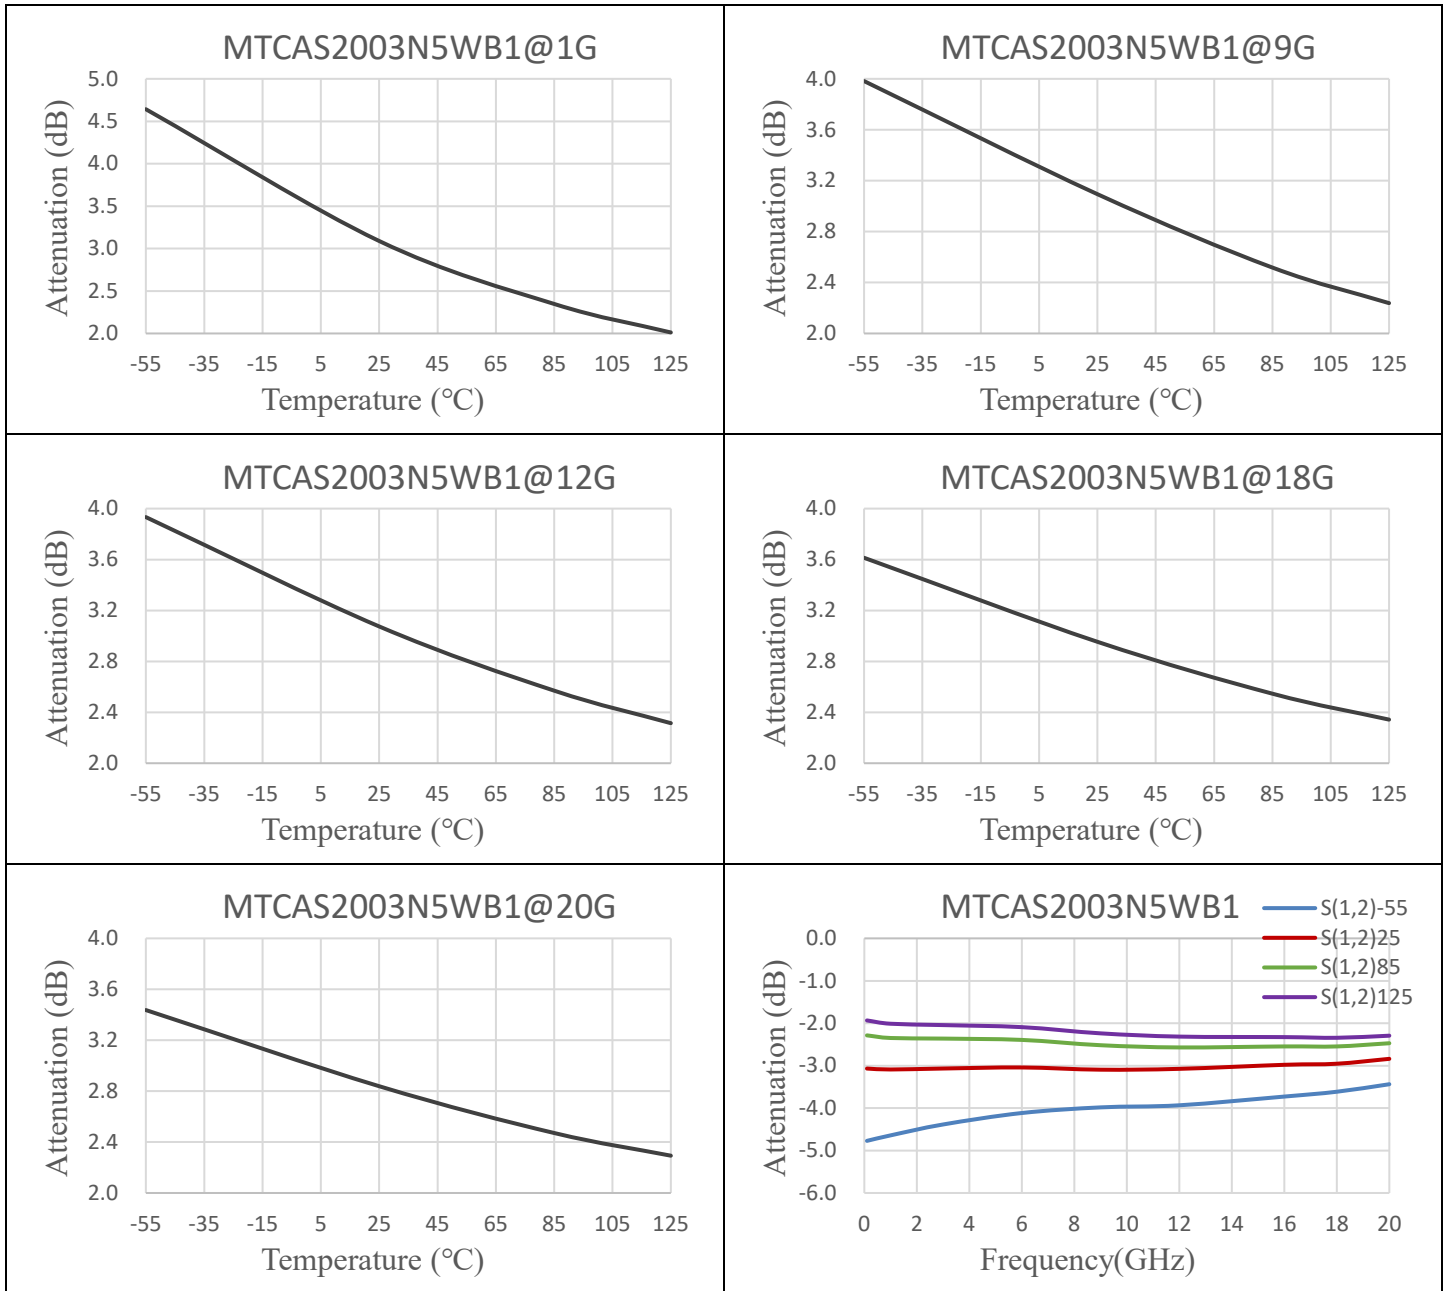 MTCAS2003N5WB1@1G
Attenuation (dB)
5.0
4.5
4.0
3.5
3.0
2.5
2.0
-55 -35 -15 5 25 45 65 85 105 125
Temperature (℃)
MTCAS2003N5WB1@9G
Attenuation (dB)
4.0
3.6
3.2
2.8
2.4
2.0
-55 -35 -15 5 25 45 65 85 105 125
Temperature (℃)
MTCAS2003N5WB1@12G
Attenuation (dB)
4.0
3.6
3.2
2.8
2.4
2.0
-55 -35 -15 5 25 45 65 85 105 125
Temperature (℃)
MTCAS2003N5WB1@18G
Attenuation (dB)
4.0
3.6
3.2
2.8
2.4
2.0
-55 -35 -15 5 25 45 65 85 105 125
Temperature (℃)
MTCAS2003N5WB1@20G
Attenuation (dB)
4.0
3.6
3.2
2.8
2.4
2.0
-55 -35 -15 5 25 45 65 85 105 125
Temperature (℃)
MTCAS2003N5WB1
S(1,2)-55
S(1,2)25
S(1,2)85
S(1,2)125
Attenuation (dB)
0.0
-1.0
-2.0
-3.0
-4.0
-5.0
-6.0
0 2 4 6 8 10 12 14 16 18 20
Frequency(GHz)